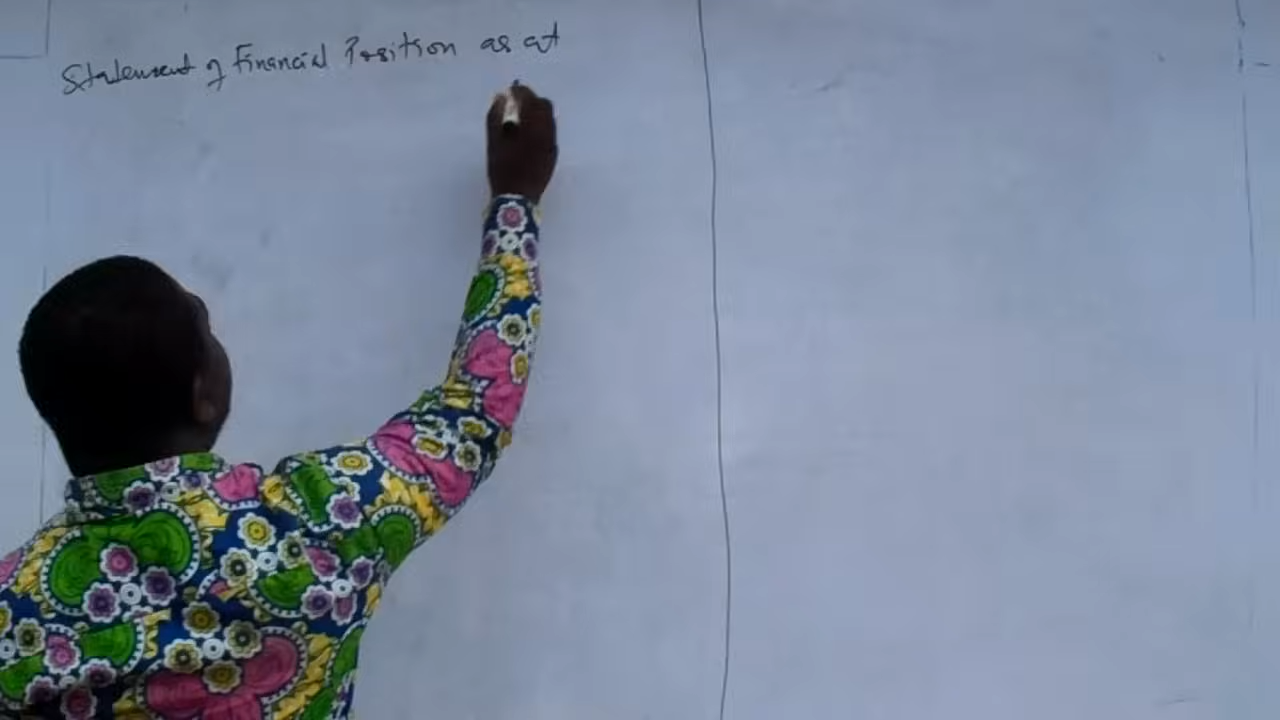 Statement of Financial Position as at